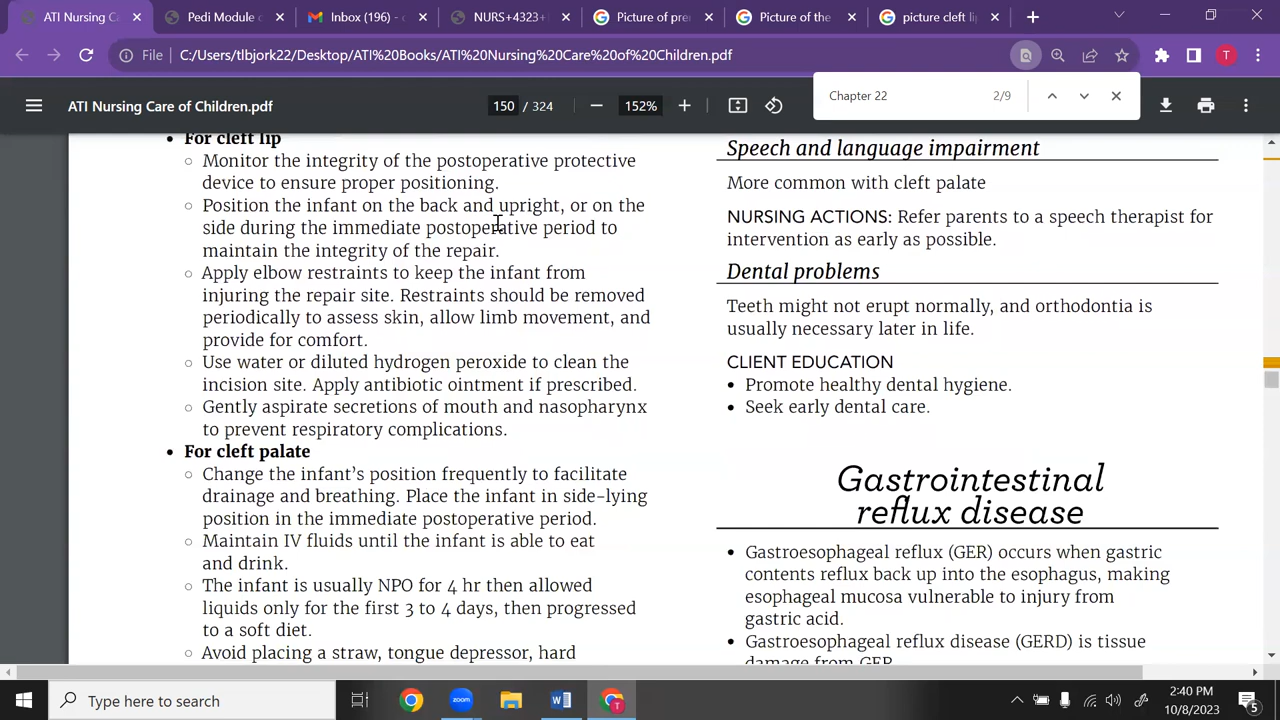 ATI Nursing Ca
Pedi Module
Inbox (196) -
NURS+4323+
Picture of pre
Picture of the
picture cleft li
File
C:/Users/tlbjork22/Desktop/ATI%20Books/ATI%20Nursing%20Care%20of%20Children.pdf
T
ATI Nursing Care of Children.pdf
150 / 324
152%
Chapter 22
2/9
For cleft lip
Monitor the integrity of the postoperative protective
device to ensure proper positioning.
Position the infant on the back and upright, or on the
side during the immediate postoperative period to
maintain the integrity of the repair.
Apply elbow restraints to keep the infant from
injuring the repair site. Restraints should be removed
periodically to assess skin, allow limb movement, and
provide for comfort.
Use water or diluted hydrogen peroxide to clean the
incision site. Apply antibiotic ointment if prescribed.
Gently aspirate secretions of mouth and nasopharynx
to prevent respiratory complications.
For cleft palate
Change the infant’s position frequently to facilitate
drainage and breathing. Place the infant in side-lying
position in the immediate postoperative period.
Maintain IV fluids until the infant is able to eat
and drink.
The infant is usually NPO for 4 hr then allowed
liquids only for the first 3 to 4 days, then progressed
to a soft diet.
Avoid placing a straw, tongue depressor, hard
Speech and language impairment
More common with cleft palate
NURSING ACTIONS: Refer parents to a speech therapist for
intervention as early as possible.
Dental problems
Teeth might not erupt normally, and orthodontia is
usually necessary later in life.
CLIENT EDUCATION
Promote healthy dental hygiene.
Seek early dental care.
Gastrointestinal
reflux disease
Gastroesophageal reflux (GER) occurs when gastric
contents reflux back up into the esophagus, making
esophageal mucosa vulnerable to injury from
gastric acid.
Gastroesophageal reflux disease (GERD) is tissue
damage from GER.
Type here to search
zoom
W
T
2:40 PM
10/8/2023
5